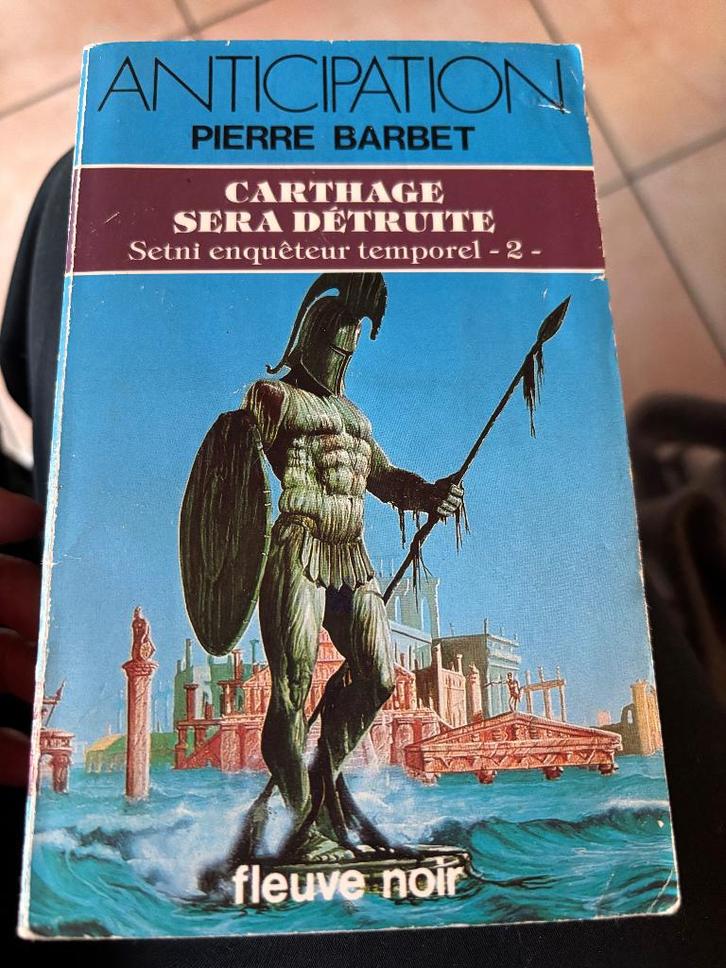 ANTICIPATION
PIERRE BARBET
CARTHAGE
SERA DÉTRUITE
Setni enquêteur temporel - 2 -
fleuve noir